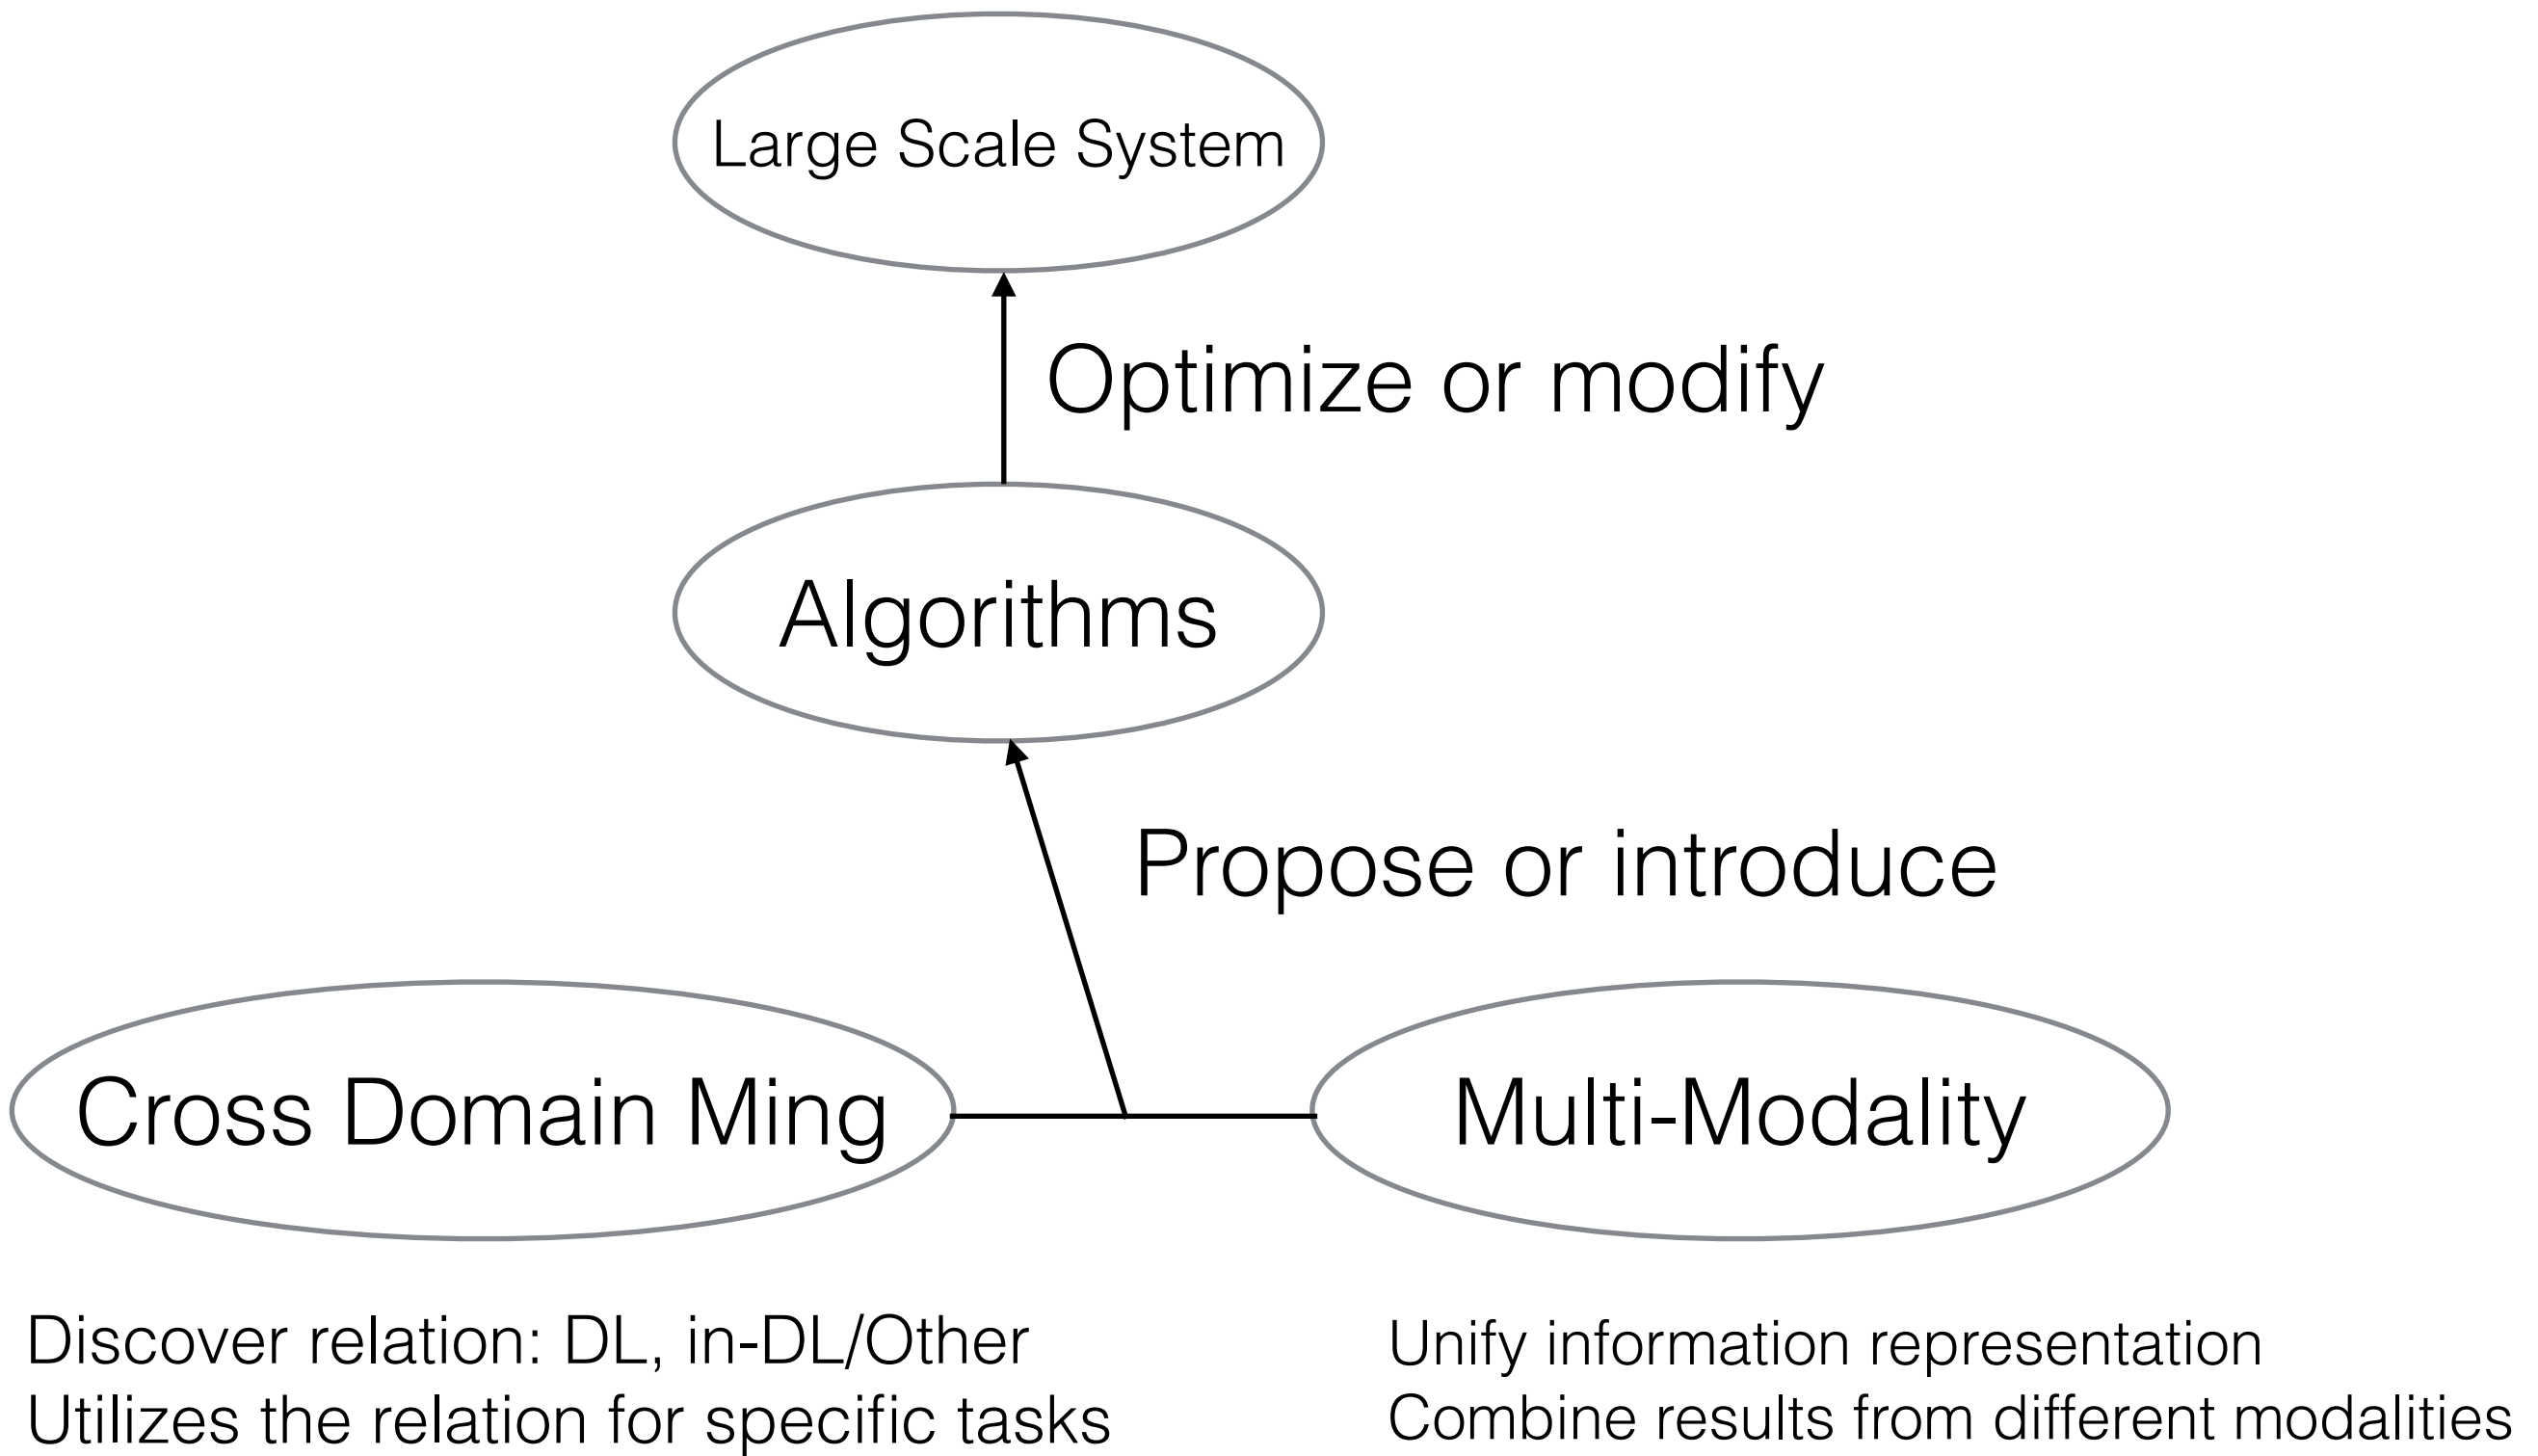 Large Scale System
Optimize or modify
Algorithms
Propose or introduce
Cross Domain Ming
Multi-Modality
Discover relation: DL, in-DL/Other
Utilizes the relation for specific tasks
Unify information representation
Combine results from different modalities